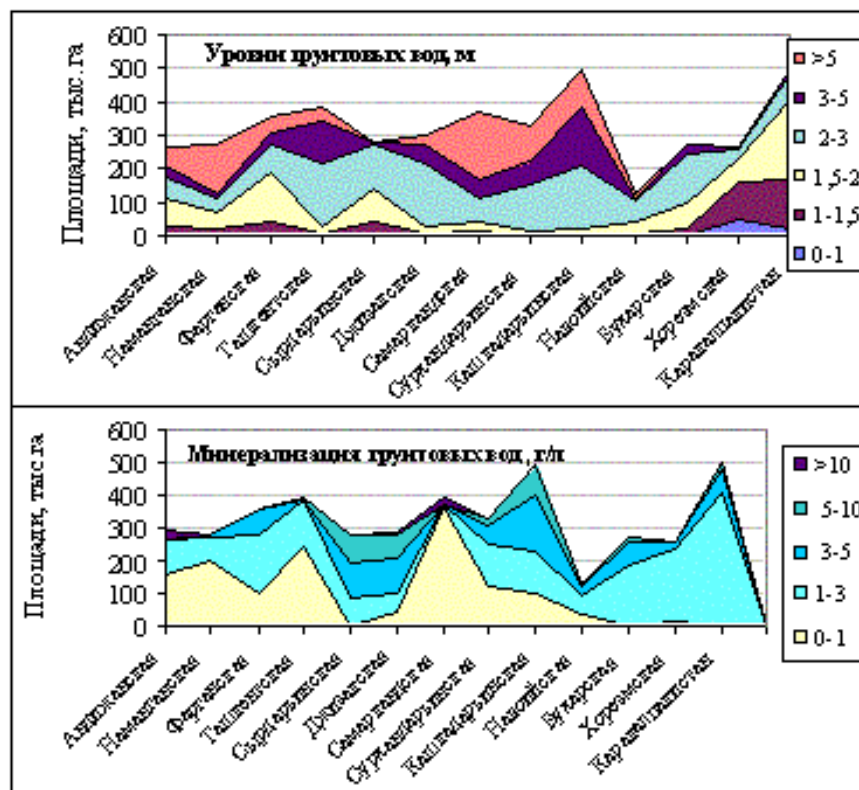 Уровни грунтовых вод, м
Площади, тыс. га
600
500
400
300
200
100
0
>5
3-5
2-3
1,5-2
1-1,5
0-1
Андижанская
Наманганская
Ферганская
Ташкентская
Сырдарьинская
Джизакская
Самаркандская
Сурхандарьинская
Кашкадарьинская
Навоийская
Бухарская
Хорезмская
Каракалпакистан
Минерализация грунтовых вод, г/л
Площади, тыс га
600
500
400
300
200
100
0
>10
5-10
3-5
1-3
0-1
Андижанская
Наманганская
Ферганская
Ташкентская
Сырдарьинская
Джизакская
Самаркандская
Сурхандарьинская
Кашкадарьинская
Навоийская
Бухарская
Хорезмская
Каракалпакистан